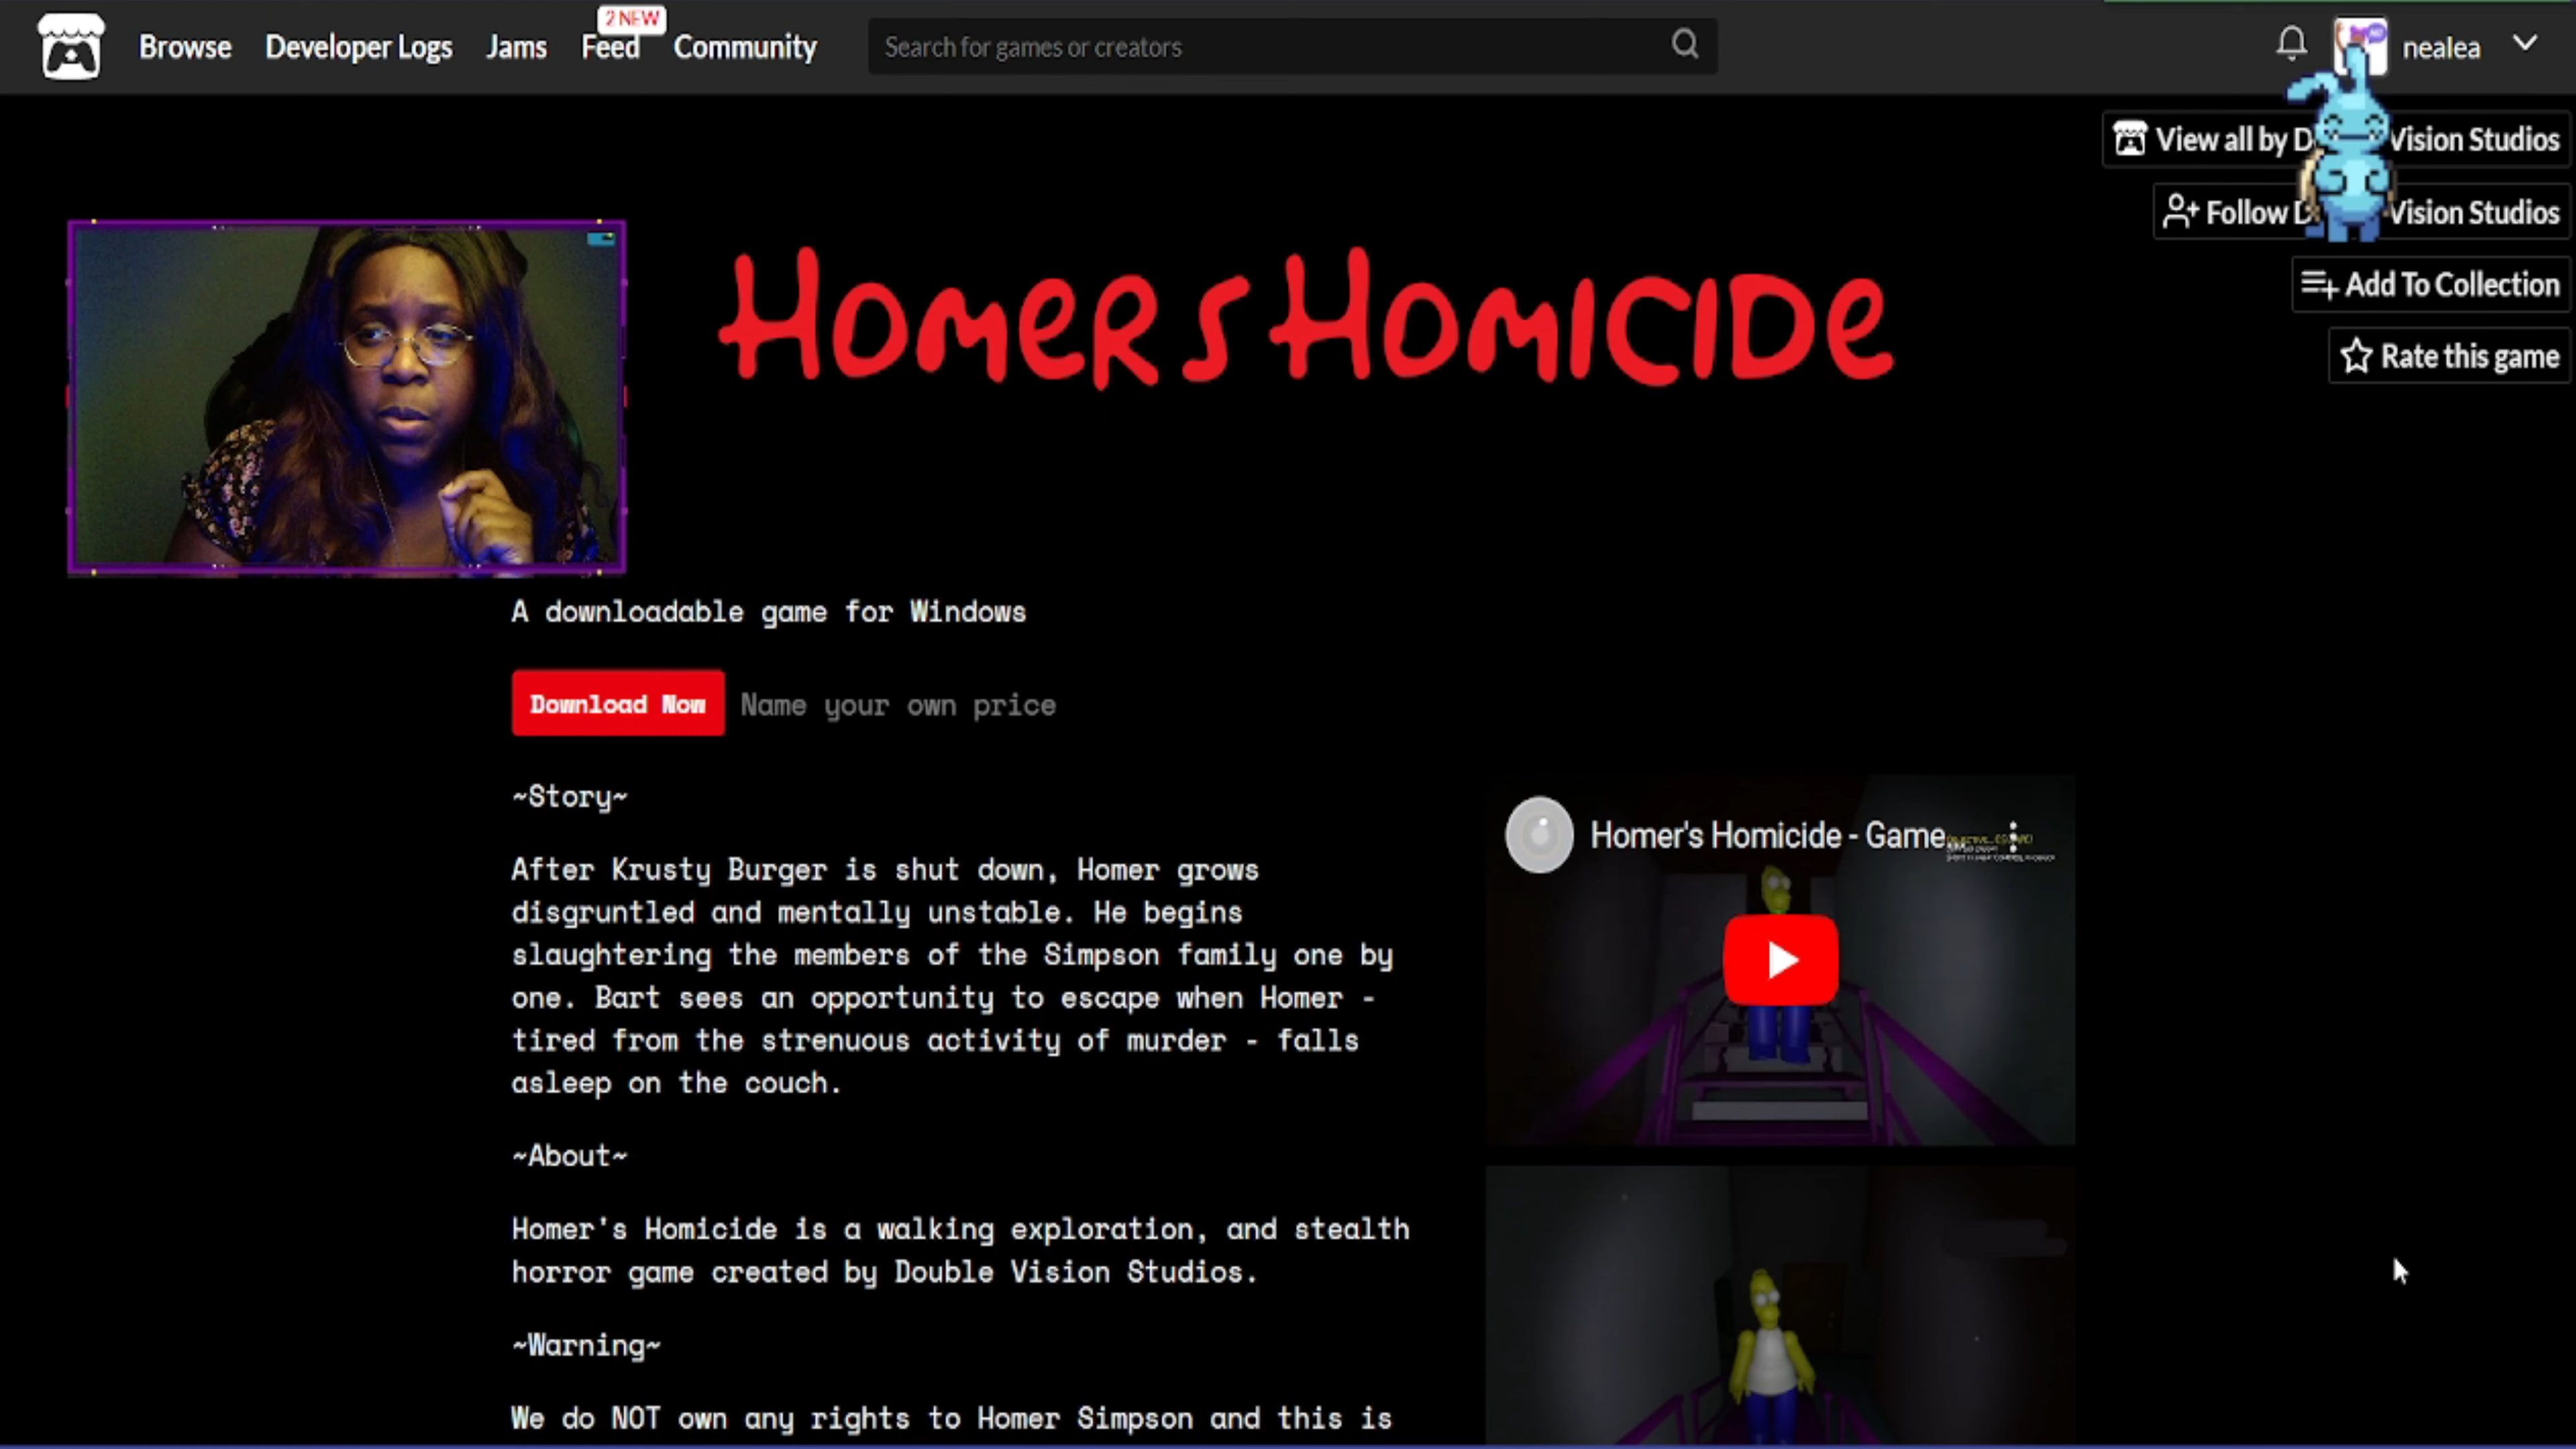 2 NEW
Browse Developer Logs Jams Feed Community Search for games or creators nealea
View all by D Vision Studios
Follow D Vision Studios
Add To Collection
Rate this game
HOMERS HOMICIDE
A downloadable game for Windows
Download Now Name your own price
~Story~
After Krusty Burger is shut down, Homer grows
disgruntled and mentally unstable. He begins
slaughtering the members of the Simpson family one by
one. Bart sees an opportunity to escape when Homer -
tired from the strenuous activity of murder - falls
asleep on the couch.
Homer's Homicide - Game...
~About~
Homer's Homicide is a walking exploration, and stealth
horror game created by Double Vision Studios.
~Warning~
We do NOT own any rights to Homer Simpson and this is